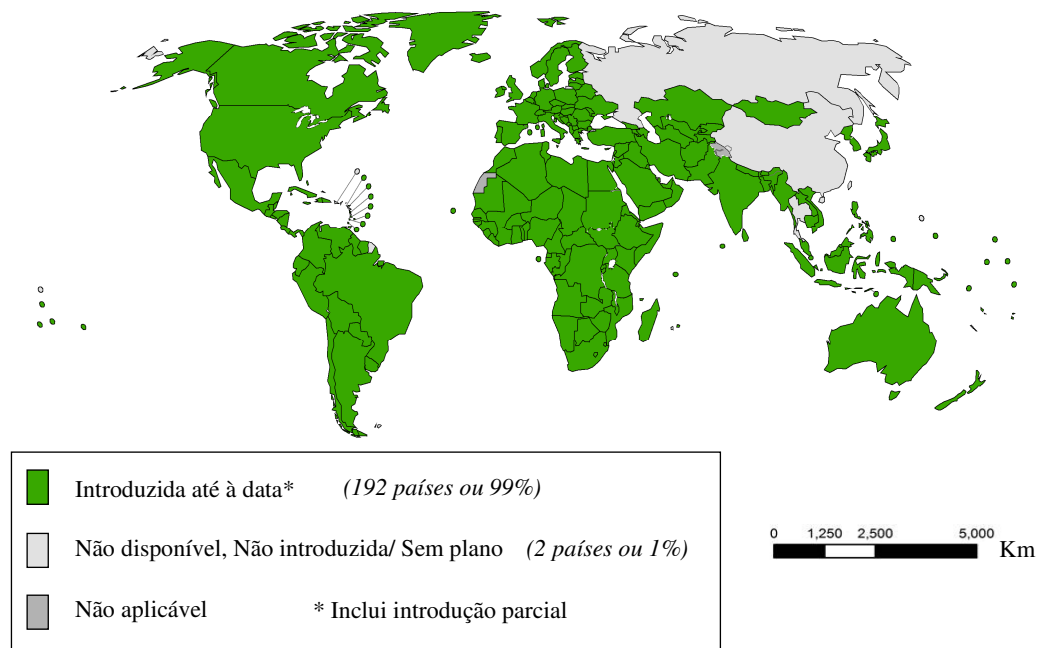 Introduzida até à data* (192 países ou 99%)
Não disponível, Não introduzida/ Sem plano (2 países ou 1%)
Não aplicável * Inclui introdução parcial
0 1,250 2,500 5,000 Km